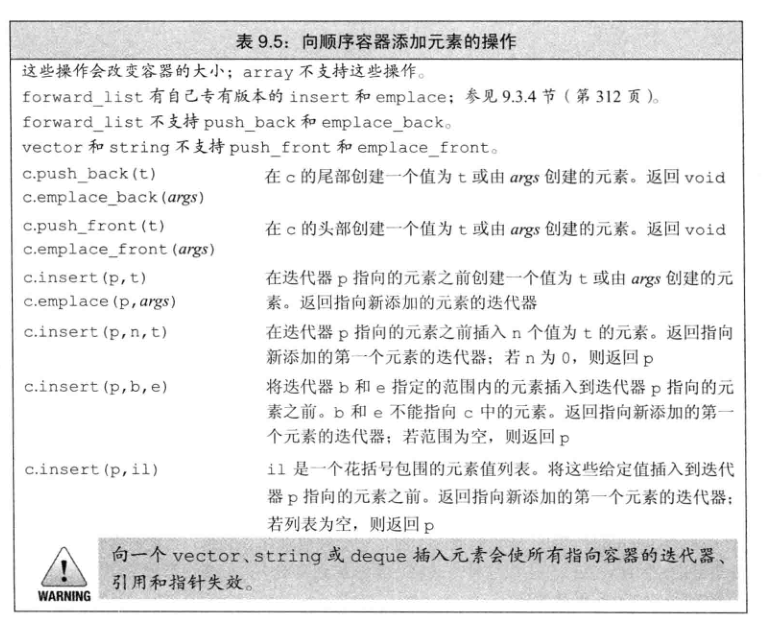 表 9.5：向顺序容器添加元素的操作
这些操作会改变容器的大小；array 不支持这些操作。
forward_list 有自己专有版本的 insert 和 emplace；参见 9.3.4 节（第 312 页）。
forward_list 不支持 push_back 和 emplace_back。
vector 和 string 不支持 push_front 和 emplace_front。
c.push_back(t) 在 c 的尾部创建一个值为 t 或由 args 创建的元素。返回 void
c.emplace_back(args)
c.push_front(t) 在 c 的头部创建一个值为 t 或由 args 创建的元素。返回 void
c.emplace_front(args)
c.insert(p,t) 在迭代器 p 指向的元素之前创建一个值为 t 或由 args 创建的元
c.emplace(p,args) 素。返回指向新添加的元素的迭代器
c.insert(p,n,t) 在迭代器 p 指向的元素之前插入 n 个值为 t 的元素。返回指向
新添加的第一个元素的迭代器；若 n 为 0，则返回 p
c.insert(p,b,e) 将迭代器 b 和 e 指定的范围内的元素插入到迭代器 p 指向的元
素之前。b 和 e 不能指向 c 中的元素。返回指向新添加的第一
个元素的迭代器；若范围为空，则返回 p
c.insert(p,il) il 是一个花括号包围的元素值列表。将这些给定值插入到迭代
器 p 指向的元素之前。返回指向新添加的第一个元素的迭代器；
若列表为空，则返回 p
向一个 vector、string 或 deque 插入元素会使所有指向容器的迭代器、
引用和指针失效。
WARNING